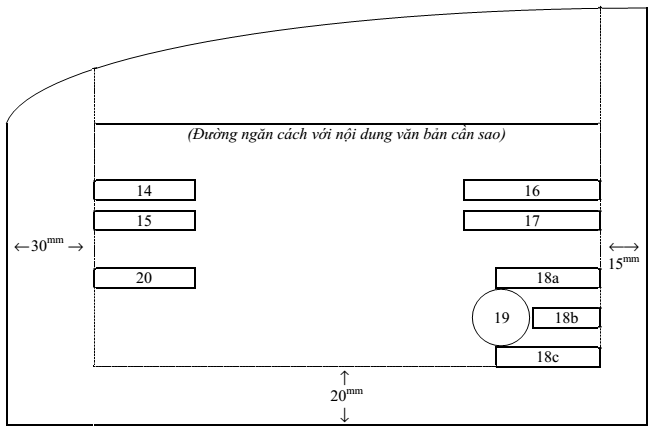 (Đường ngăn cách với nội dung văn bản cần sao)
14 16
15 17
←30mm→ 15mm
20 18a
19 18b
18c
20mm